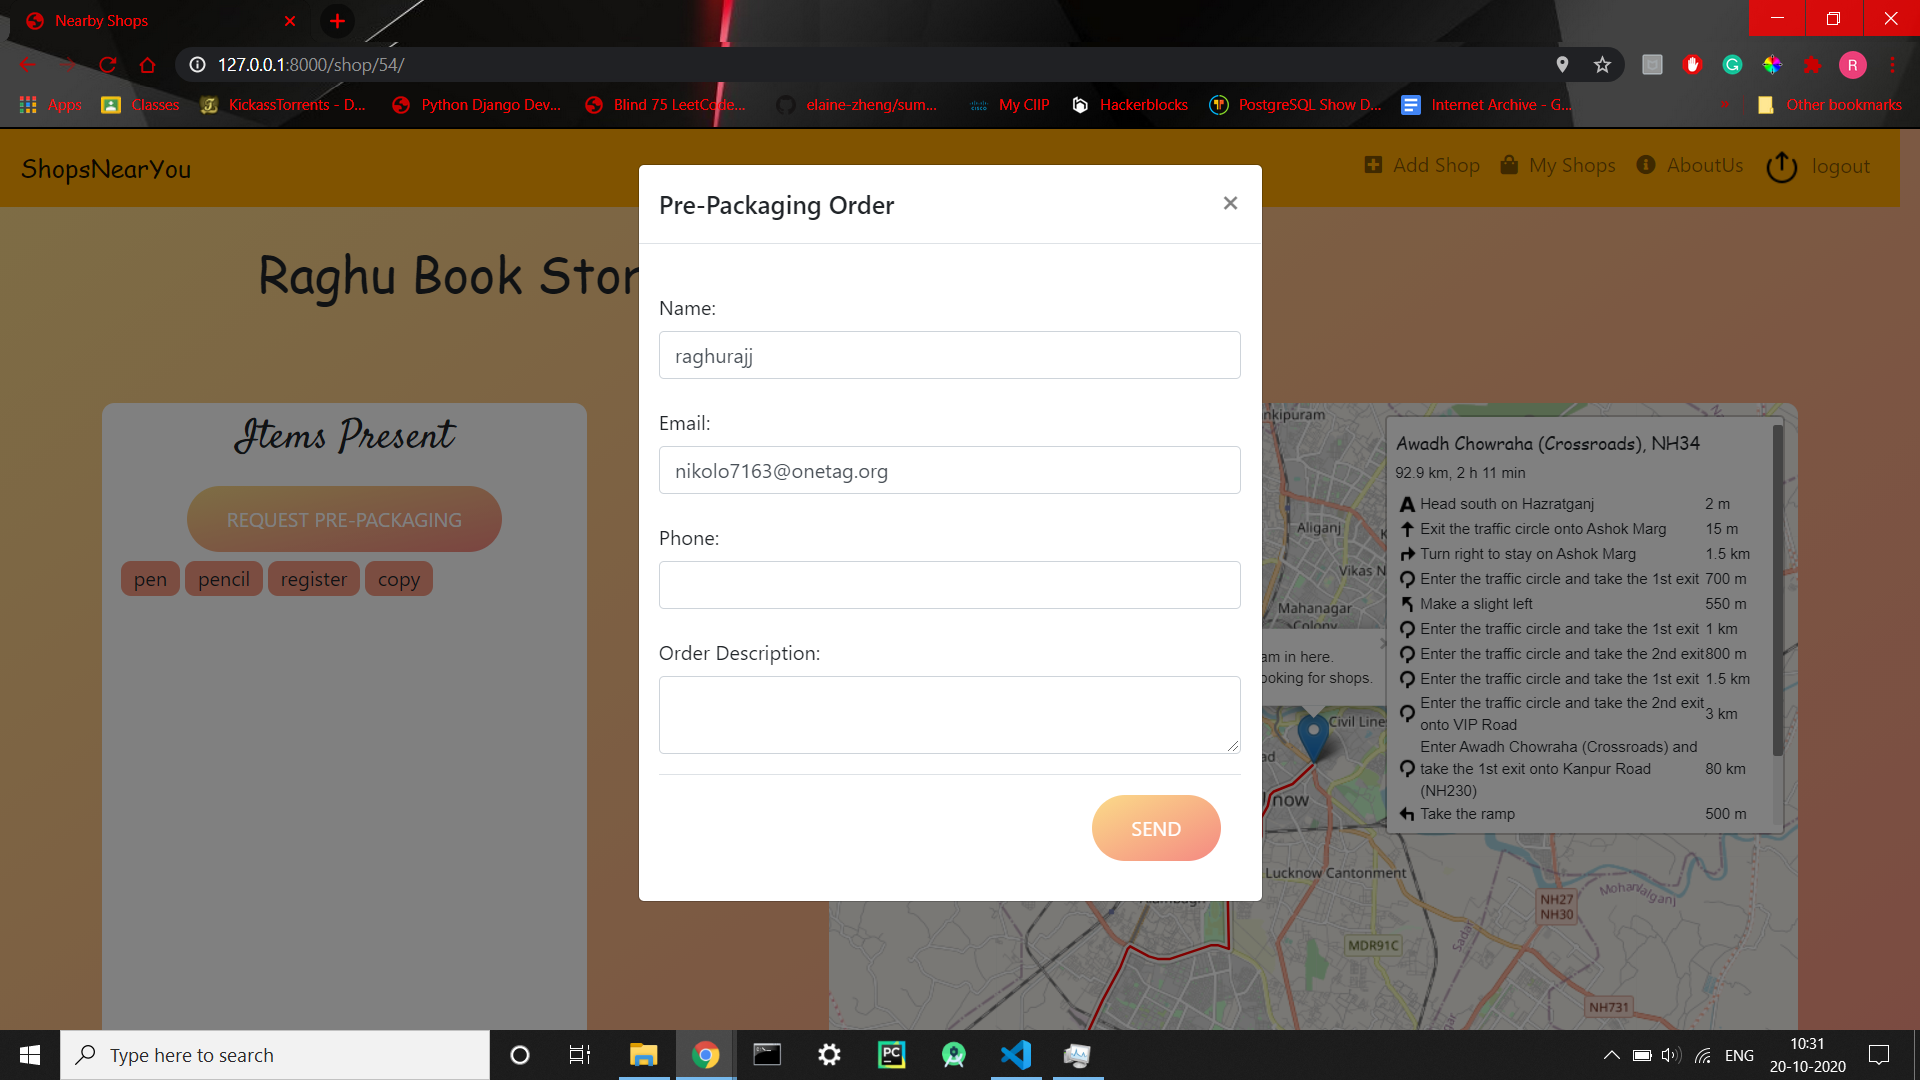 Nearby Shops
127.0.0.1:8000/shop/54/
R
Apps Classes KickassTorrents - D... Python Django Dev... Blind 75 LeetCode... elaine-zheng/sum... My CIIP Hackerblocks PostgreSQL Show D... Internet Archive - G... » Other bookmarks
ShopsNearYou
Add Shop My Shops AboutUs logout
Raghu Book Stor
Items Present
REQUEST PRE-PACKAGING
pen pencil register copy
Pre-Packaging Order ×
Name:
raghurajj
Email:
nikolo7163@onetag.org
Phone:
Order Description:
SEND
nkipuram
Aliganj
Vikas N
Mahanagar
Colony
am in here.
ooking for shops.
Civil Line
ad
now
Lucknow Cantonment
Alambagh
NH27
NH30
Mohanlalganj
Sadar
MDR91C
NH731
Awadh Chowraha (Crossroads), NH34
92.9 km, 2 h 11 min
Head south on Hazratganj 2 m
Exit the traffic circle onto Ashok Marg 15 m
Turn right to stay on Ashok Marg 1.5 km
Enter the traffic circle and take the 1st exit 700 m
Make a slight left 550 m
Enter the traffic circle and take the 1st exit 1 km
Enter the traffic circle and take the 2nd exit 800 m
Enter the traffic circle and take the 1st exit 1.5 km
Enter the traffic circle and take the 2nd exit
onto VIP Road 3 km
Enter Awadh Chowraha (Crossroads) and
take the 1st exit onto Kanpur Road 80 km
(NH230)
Take the ramp 500 m
Type here to search
ENG
10:31
20-10-2020